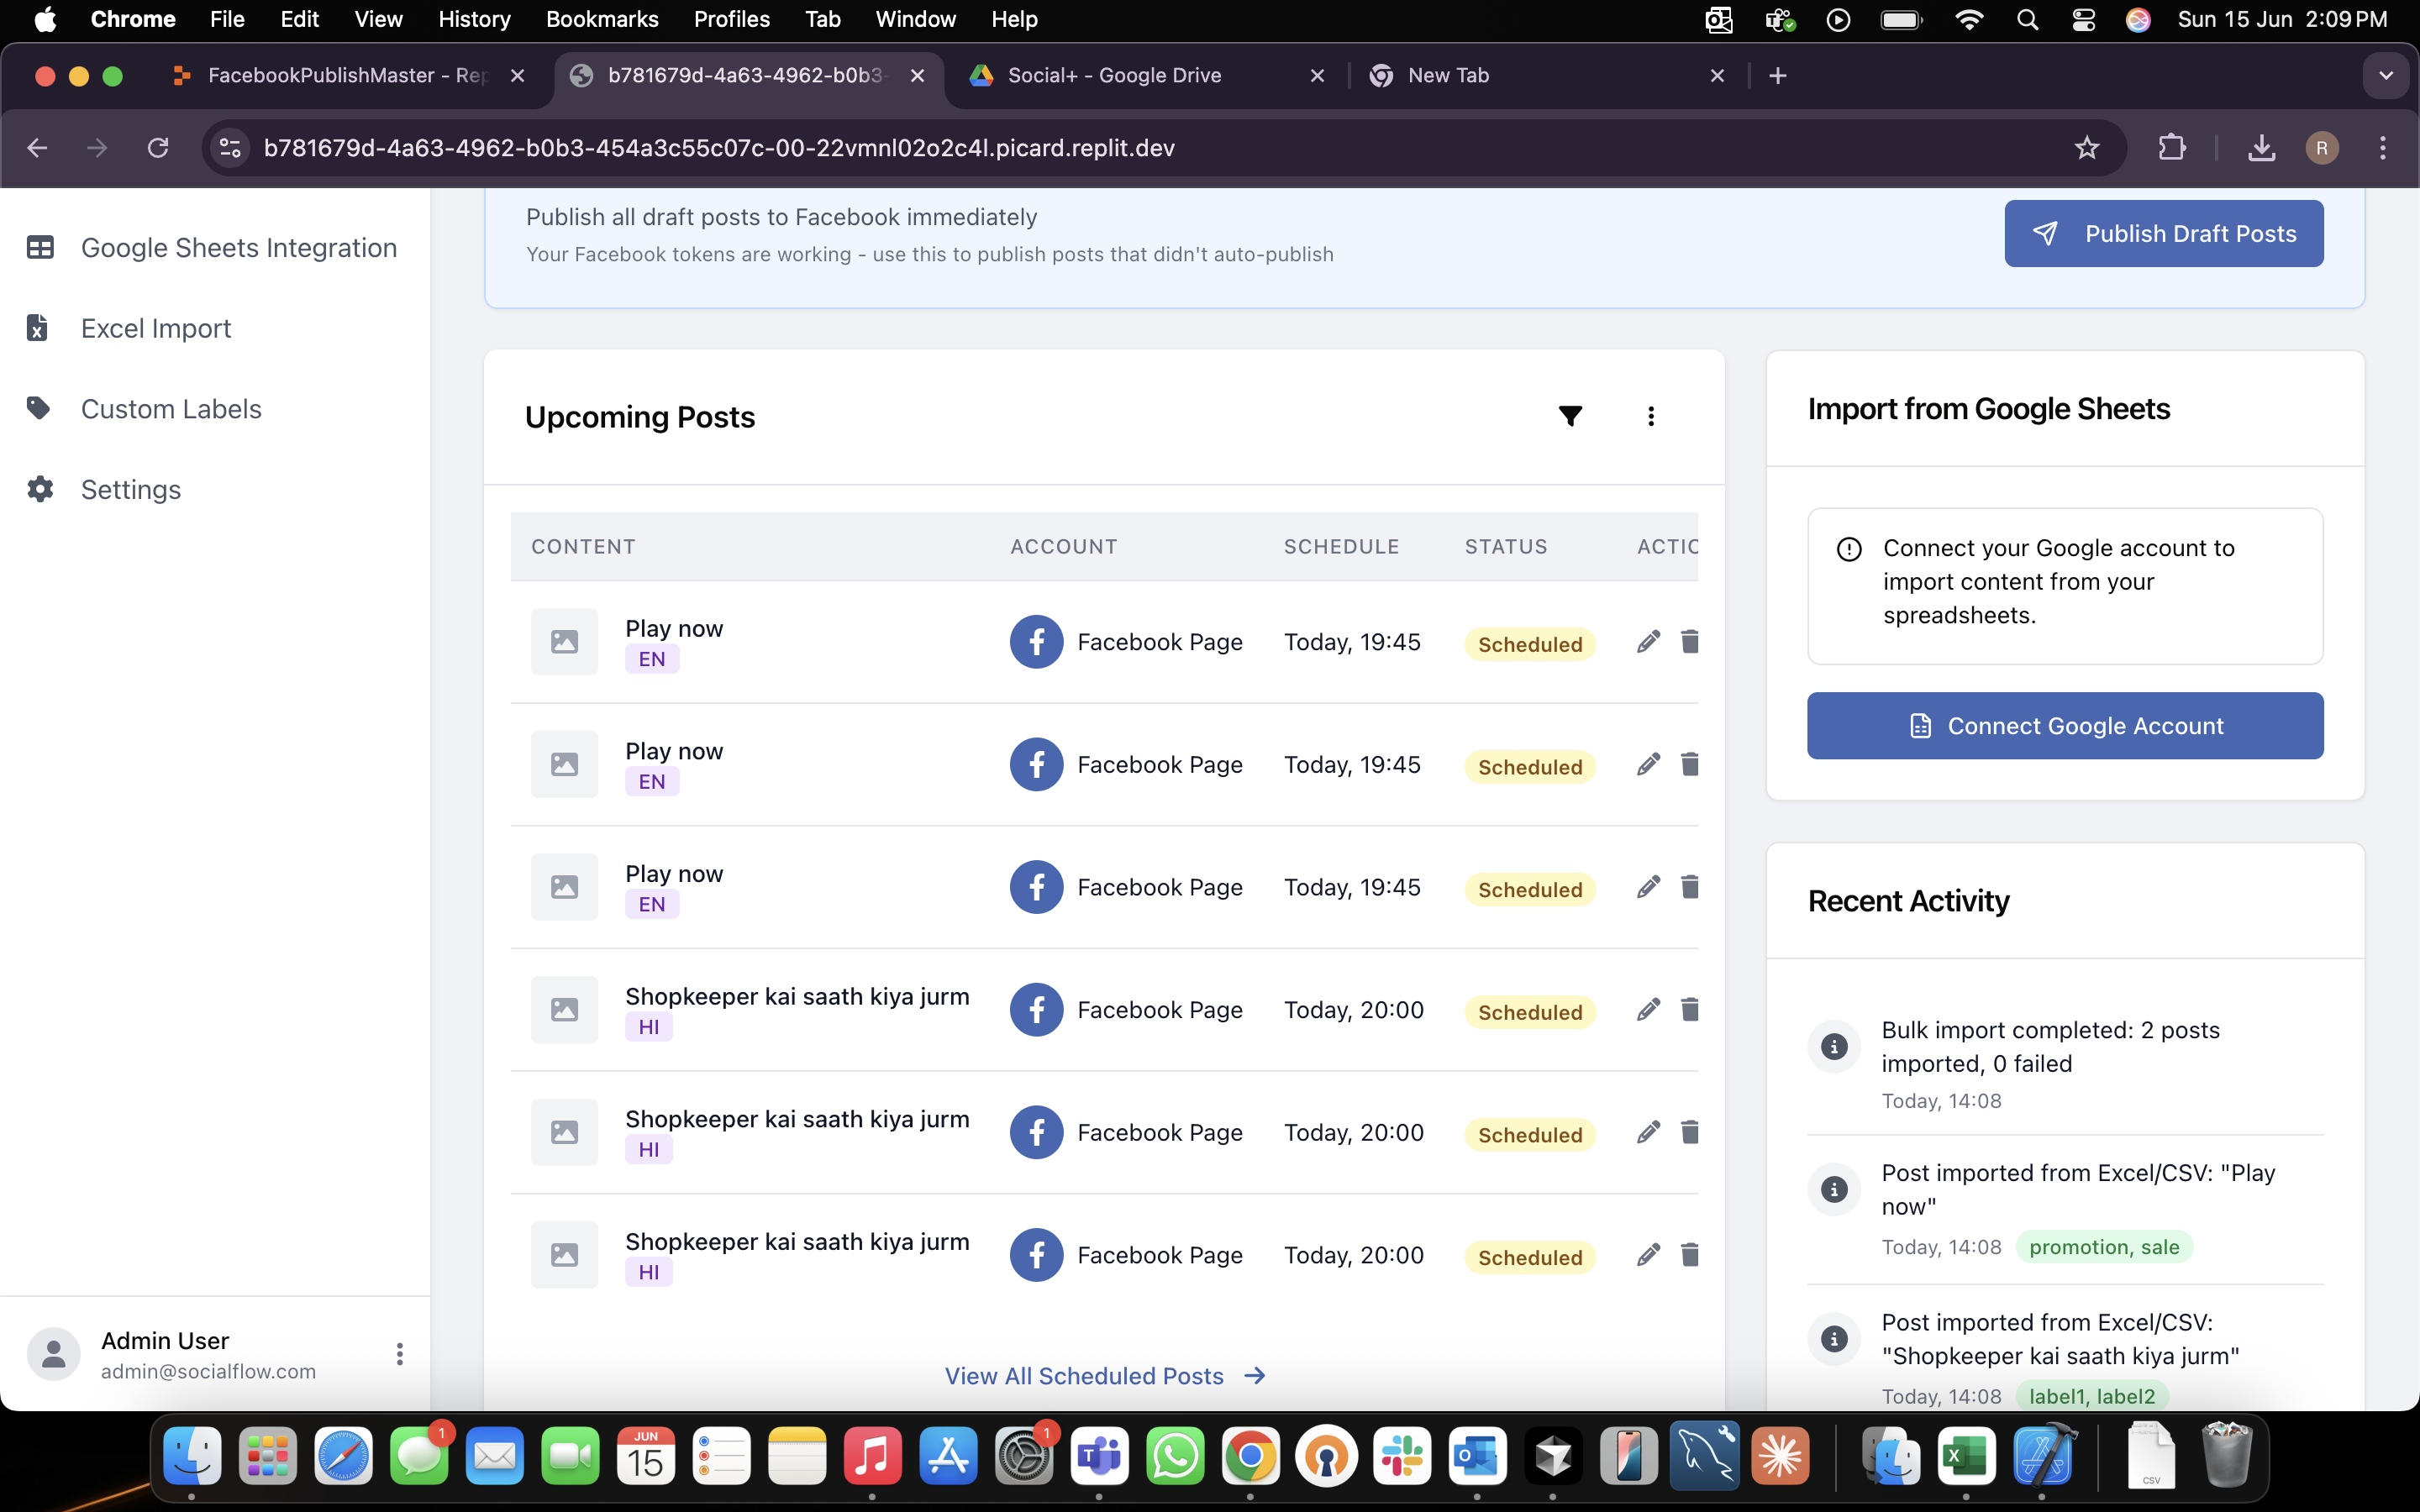 Chrome File Edit View History Bookmarks Profiles Tab Window Help Sun 15 Jun 2:09 PM
FacebookPublishMaster - Rep
b781679d-4a63-4962-b0b3-
Social+ - Google Drive
New Tab
b781679d-4a63-4962-b0b3-454a3c55c07c-00-22vmnl02o2c4l.picard.replit.dev
R
Google Sheets Integration
Excel Import
Custom Labels
Settings
Admin User
admin@socialflow.com
Publish all draft posts to Facebook immediately
Your Facebook tokens are working - use this to publish posts that didn't auto-publish
Publish Draft Posts
Upcoming Posts
CONTENT ACCOUNT SCHEDULE STATUS ACTIO
Play now
EN
Facebook Page Today, 19:45 Scheduled
Play now
EN
Facebook Page Today, 19:45 Scheduled
Play now
EN
Facebook Page Today, 19:45 Scheduled
Shopkeeper kai saath kiya jurm
HI
Facebook Page Today, 20:00 Scheduled
Shopkeeper kai saath kiya jurm
HI
Facebook Page Today, 20:00 Scheduled
Shopkeeper kai saath kiya jurm
HI
Facebook Page Today, 20:00 Scheduled
View All Scheduled Posts
Import from Google Sheets
Connect your Google account to
import content from your
spreadsheets.
Connect Google Account
Recent Activity
Bulk import completed: 2 posts
imported, 0 failed
Today, 14:08
Post imported from Excel/CSV: "Play
now"
Today, 14:08 promotion, sale
Post imported from Excel/CSV:
"Shopkeeper kai saath kiya jurm"
Today, 14:08 label1, label2
1
JUN
15
1
CSV